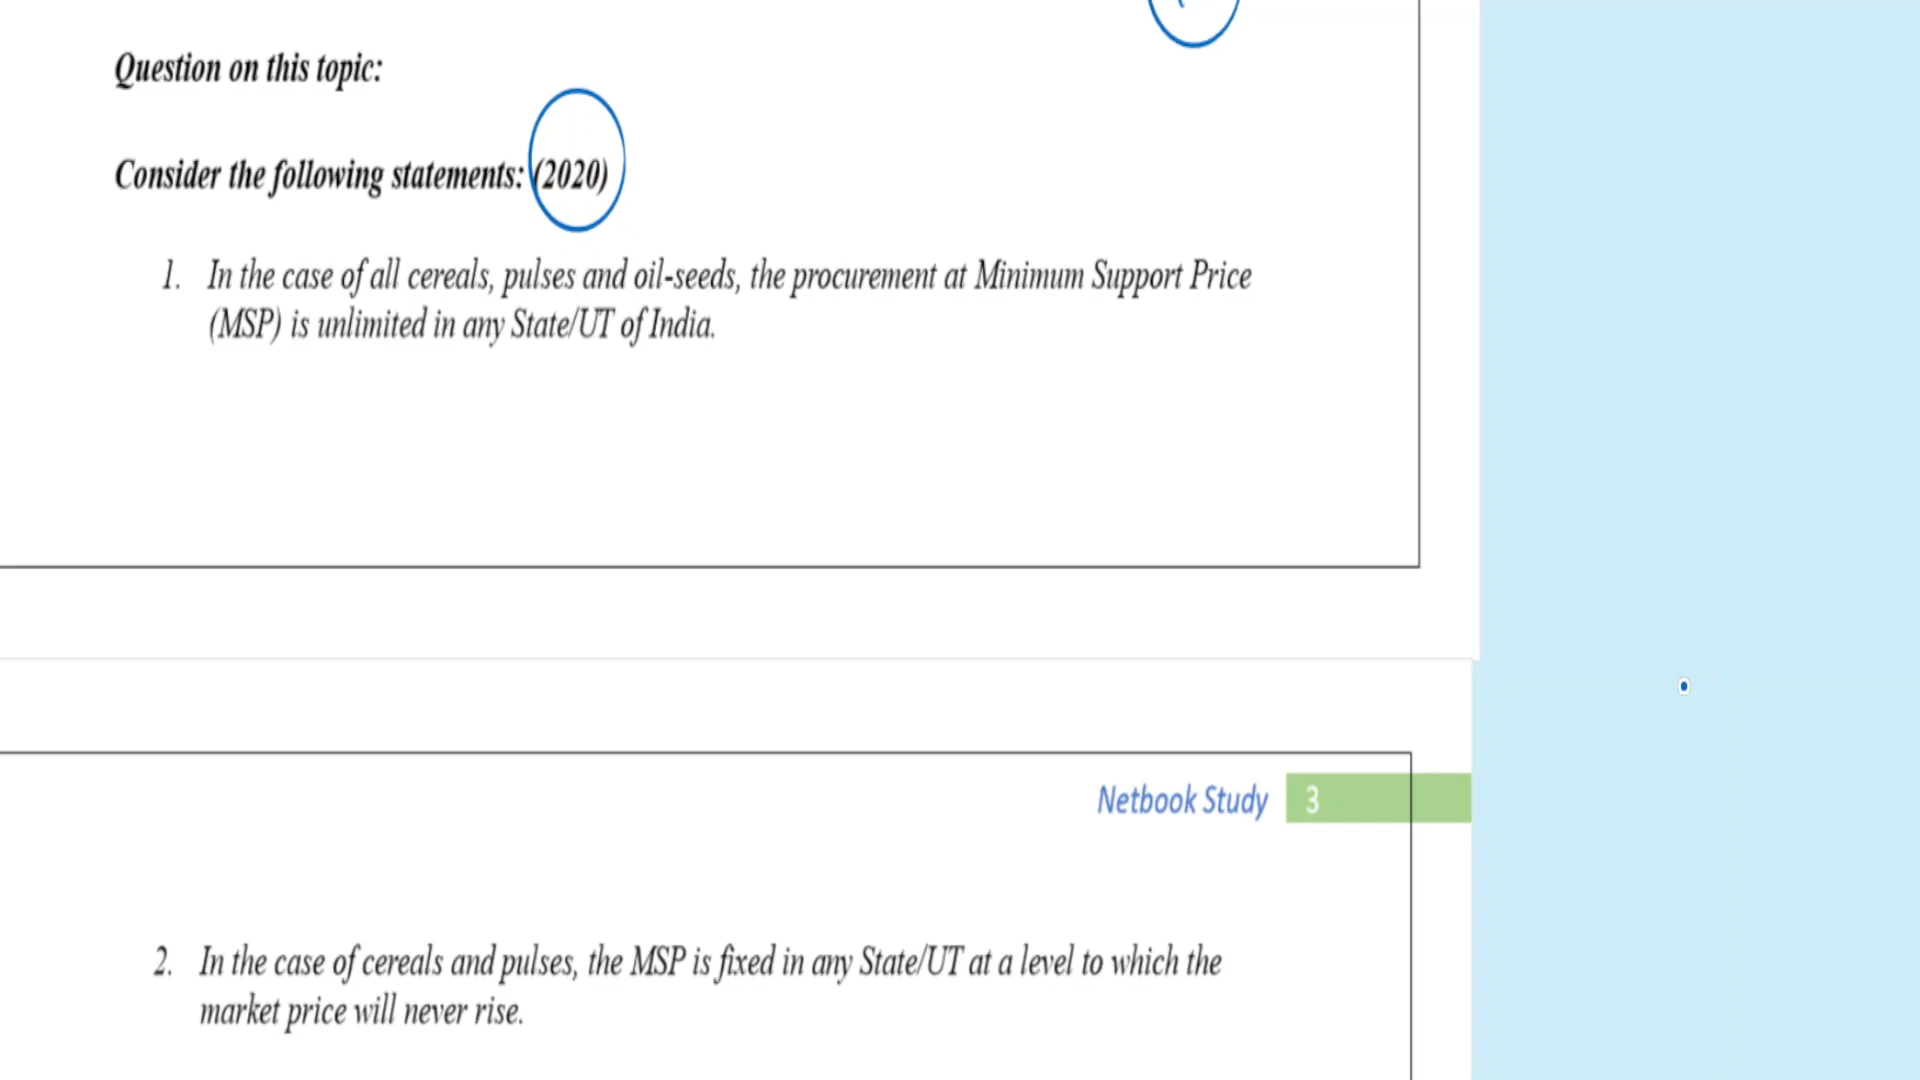 Question on this topic:
Consider the following statements: (2020)
1. In the case of all cereals, pulses and oil-seeds, the procurement at Minimum Support Price
(MSP) is unlimited in any State/UT of India.
Netbook Study 3
2. In the case of cereals and pulses, the MSP is fixed in any State/UT at a level to which the
market price will never rise.